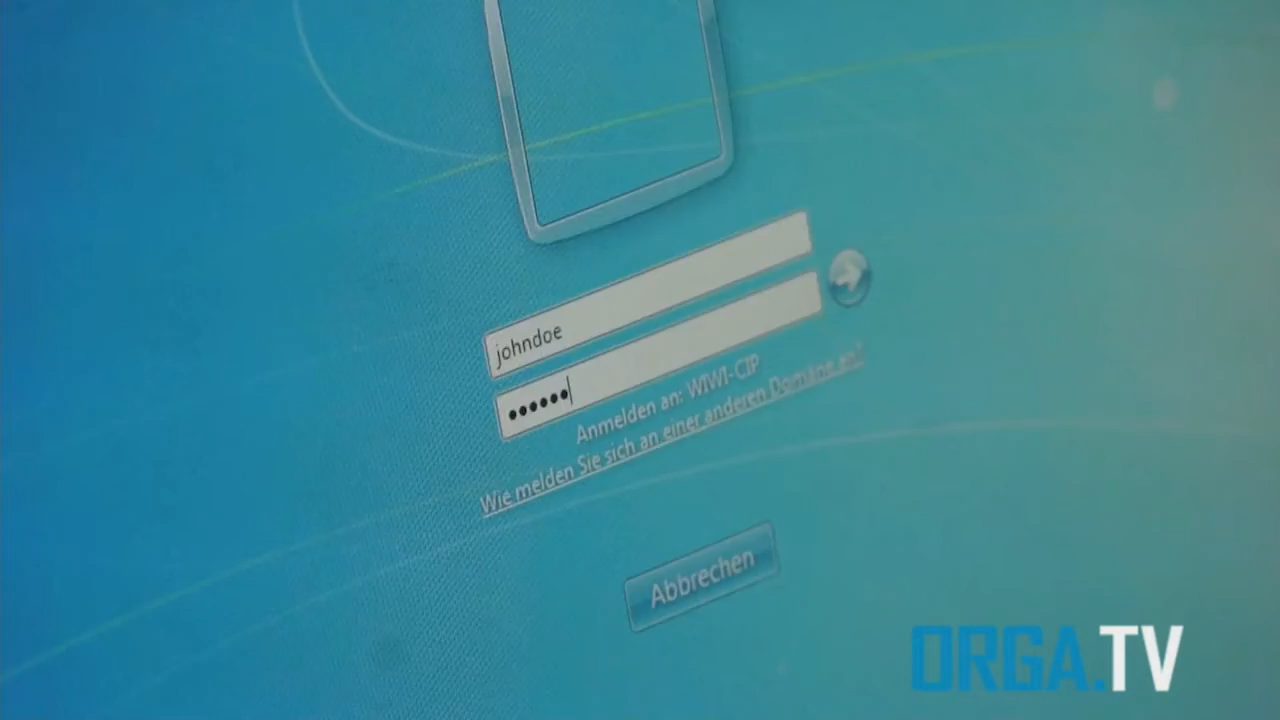 johndoe
••••••
Anmelden an: WIWI-CIP
Wie melden Sie sich an einer anderen Domäne an?
Abbrechen
ORGA.TV